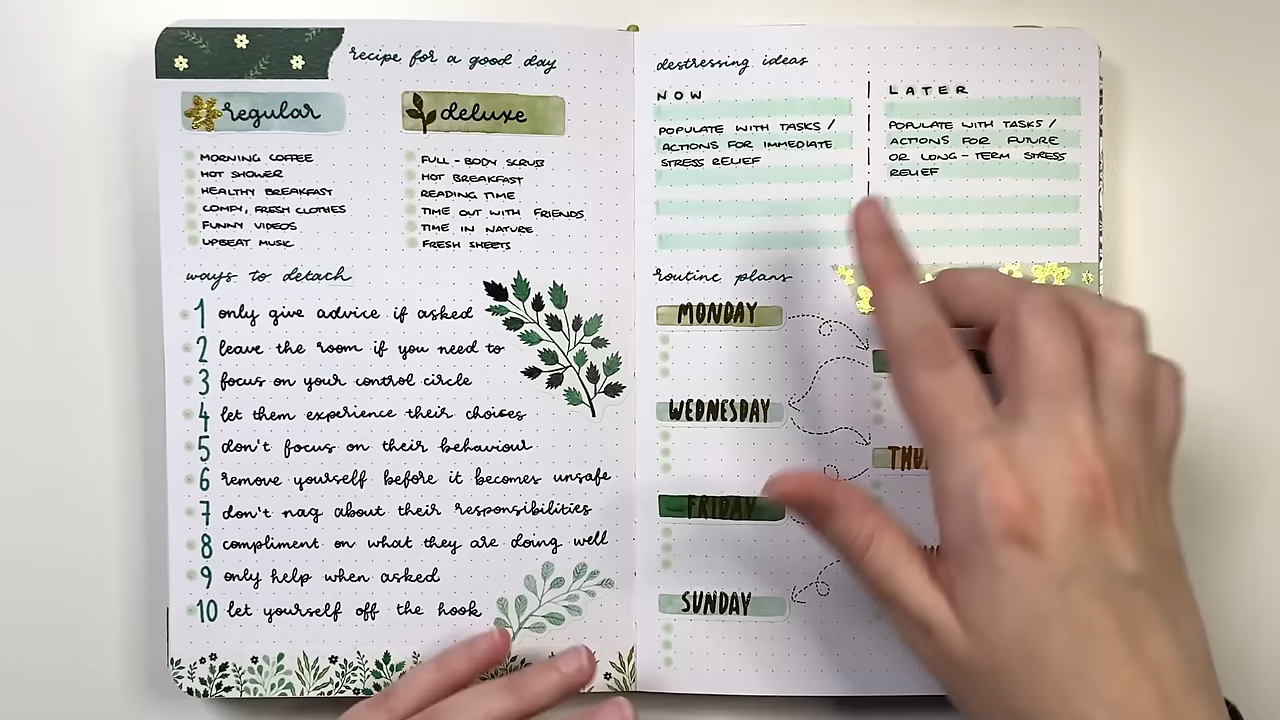 recipe for a good day
regular
MORNING COFFEE
HOT SHOWER
HEALTHY BREAKFAST
COMFY, FRESH CLOTHES
FUNNY VIDEOS
UPBEAT MUSIC
deluxe
FULL-BODY SCRUB
HOT BREAKFAST
READING TIME
TIME OUT WITH FRIENDS
TIME IN NATURE
FRESH SHEETS
ways to detach
1 only give advice if asked
2 leave the room if you need to
3 focus on your control circle
4 let them experience their choices
5 don't focus on their behaviour
6 remove yourself before it becomes unsafe
7 don't nag about their responsibilities
8 compliment on what they are doing well
9 only help when asked
10 let yourself off the hook
destressing ideas
NOW
POPULATE WITH TASKS /
ACTIONS FOR IMMEDIATE
STRESS RELIEF
LATER
POPULATE WITH TASKS /
ACTIONS FOR FUTURE
OR LONG-TERM STRESS
RELIEF
routine plans
MONDAY
WEDNESDAY
THU
FRIDAY
SUNDAY